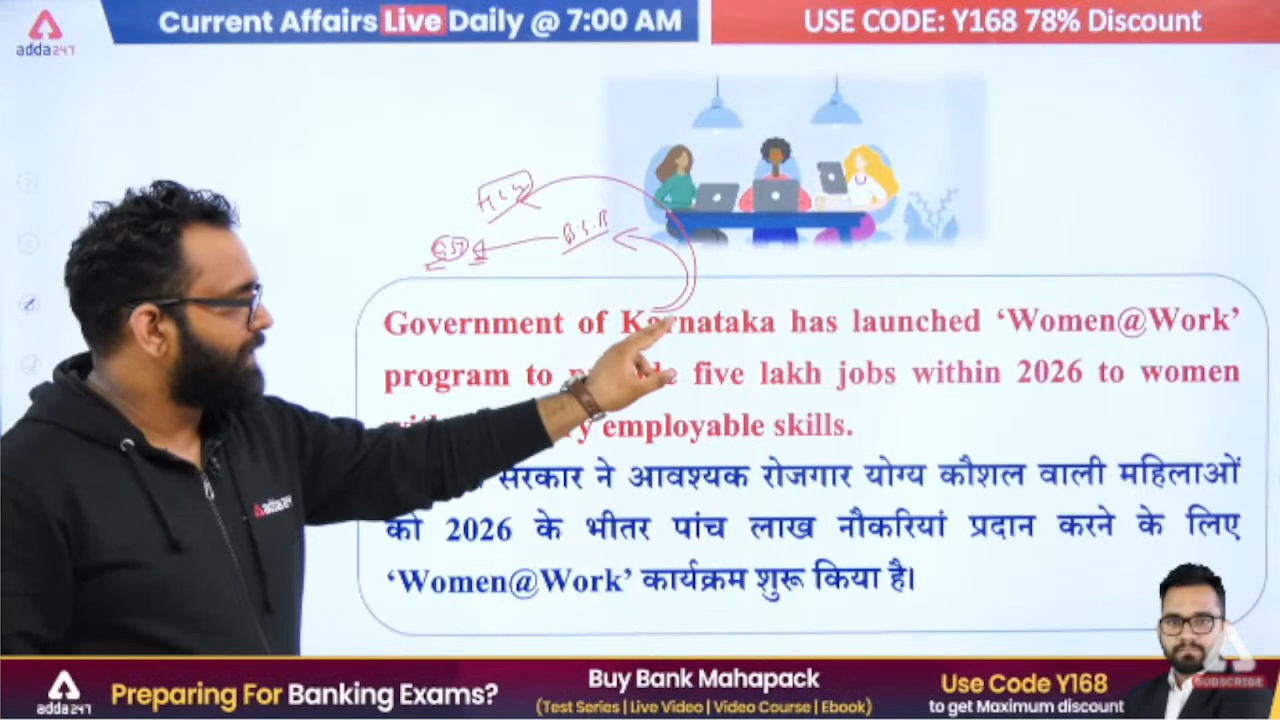 adda247
Current Affairs Live Daily @ 7:00 AM
USE CODE: Y168 78% Discount
Government of Karnataka has launched ‘Women@Work’
program to five lakh jobs within 2026 to women
employable skills.
सरकार ने आवश्यक रोजगार योग्य कौशल वाली महिलाओं
को 2026 के भीतर पांच लाख नौकरियां प्रदान करने के लिए
‘Women@Work’ कार्यक्रम शुरू किया है।
adda247
adda247
Preparing For Banking Exams?
Buy Bank Mahapack
(Test Series | Live Video | Video Course | Ebook)
Use Code Y168
to get Maximum discount
SUBSCRIBE